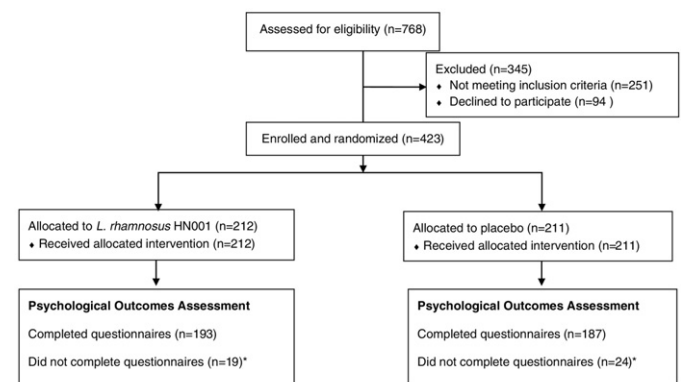 Assessed for eligibility (n=768)
Excluded (n=345)
♦ Not meeting inclusion criteria (n=251)
♦ Declined to participate (n=94 )
Enrolled and randomized (n=423)
Allocated to L. rhamnosus HN001 (n=212)
♦ Received allocated intervention (n=212)
Allocated to placebo (n=211)
♦ Received allocated intervention (n=211)
Psychological Outcomes Assessment
Completed questionnaires (n=193)
Did not complete questionnaires (n=19)*
Psychological Outcomes Assessment
Completed questionnaires (n=187)
Did not complete questionnaires (n=24)*